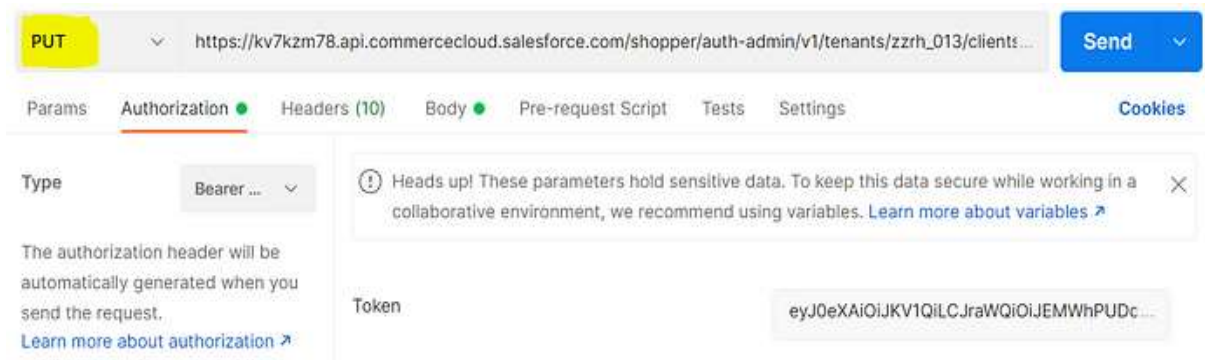 PUT https://kv7kzm78.api.commercecloud.salesforce.com/shopper/auth-admin/v1/tenants/zzrh_013/clients... Send
Params Authorization Headers (10) Body Pre-request Script Tests Settings Cookies
Type Bearer ...
The authorization header will be
automatically generated when you
send the request.
Learn more about authorization ↗
Heads up! These parameters hold sensitive data. To keep this data secure while working in a
collaborative environment, we recommend using variables. Learn more about variables ↗
Token eyJ0eXAiOiJKV1QiLCJraWQiOiJEMWhPUDc...